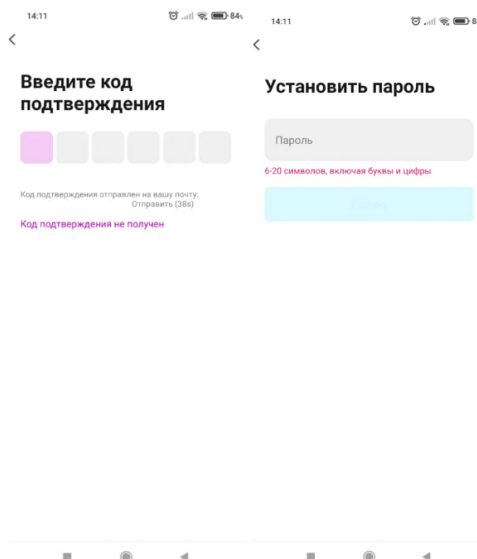 14:11
84
Введите код
подтверждения
Код подтверждения отправлен на вашу почту:
Отправить (38s)
Код подтверждения не получен
14:11
8
Установить пароль
Пароль
6-20 символов, включая буквы и цифры